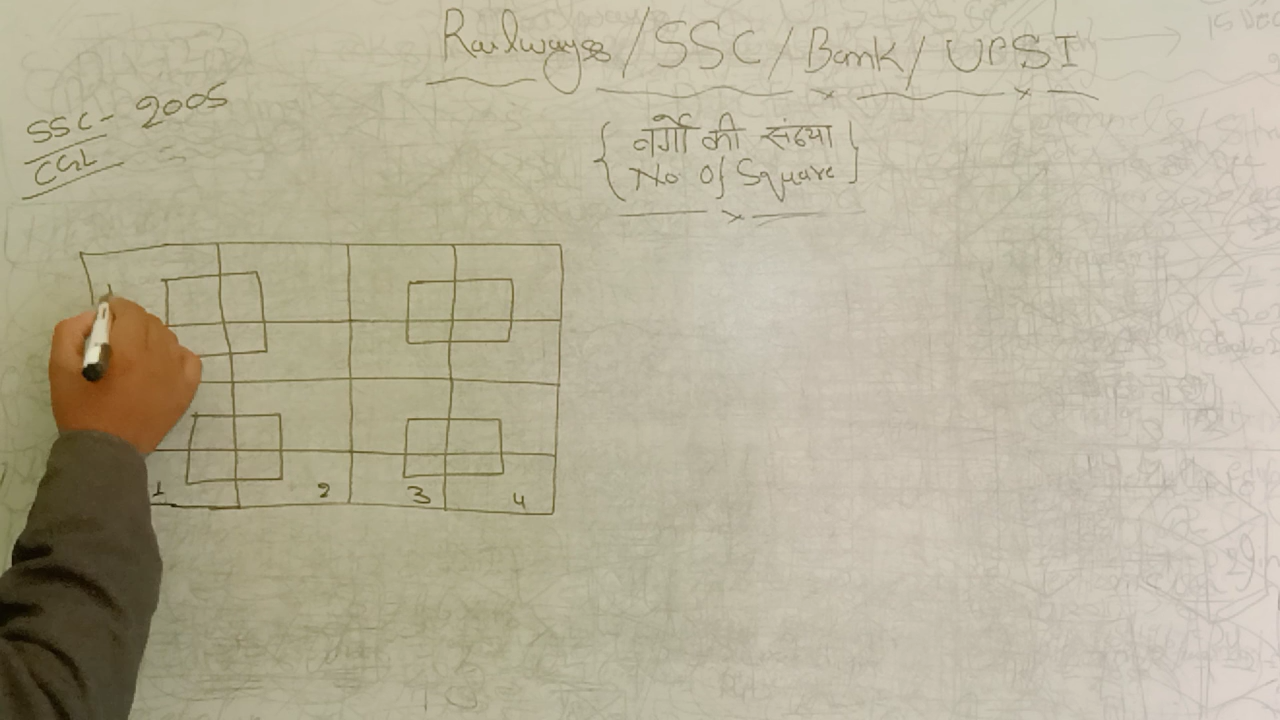 Railways / SSC / Bank / UPSI
SSC - 2005
CGL
{ वर्गो की संख्या }
No Of Square
1 2 3 4